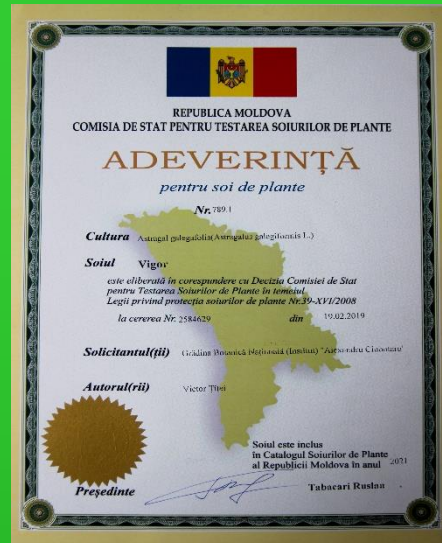 REPUBLICA MOLDOVA
COMISIA DE STAT PENTRU TESTAREA SOIURILOR DE PLANTE
ADEVERINȚĂ
pentru soi de plante
Nr. 789.1
Cultura Astragal galegifolia(Astragalus galegiformis L.)
Soiul Vigor
este eliberată în corespundere cu Decizia Comisiei de Stat
pentru Testarea Soiurilor de Plante în temeiul
Legii privind protecția soiurilor de plante Nr.39-XVI/2008
la cererea Nr. 2584629 din 19.02.2019
Solicitantul(ții) Grădina Botanică Națională (Institut) "Alexandru Ciubotaru"
Autorul(rii) Victor Țîței
Soiul este inclus
în Catalogul Soiurilor de Plante
al Republicii Moldova în anul 2021
Președinte Tabacari Ruslan